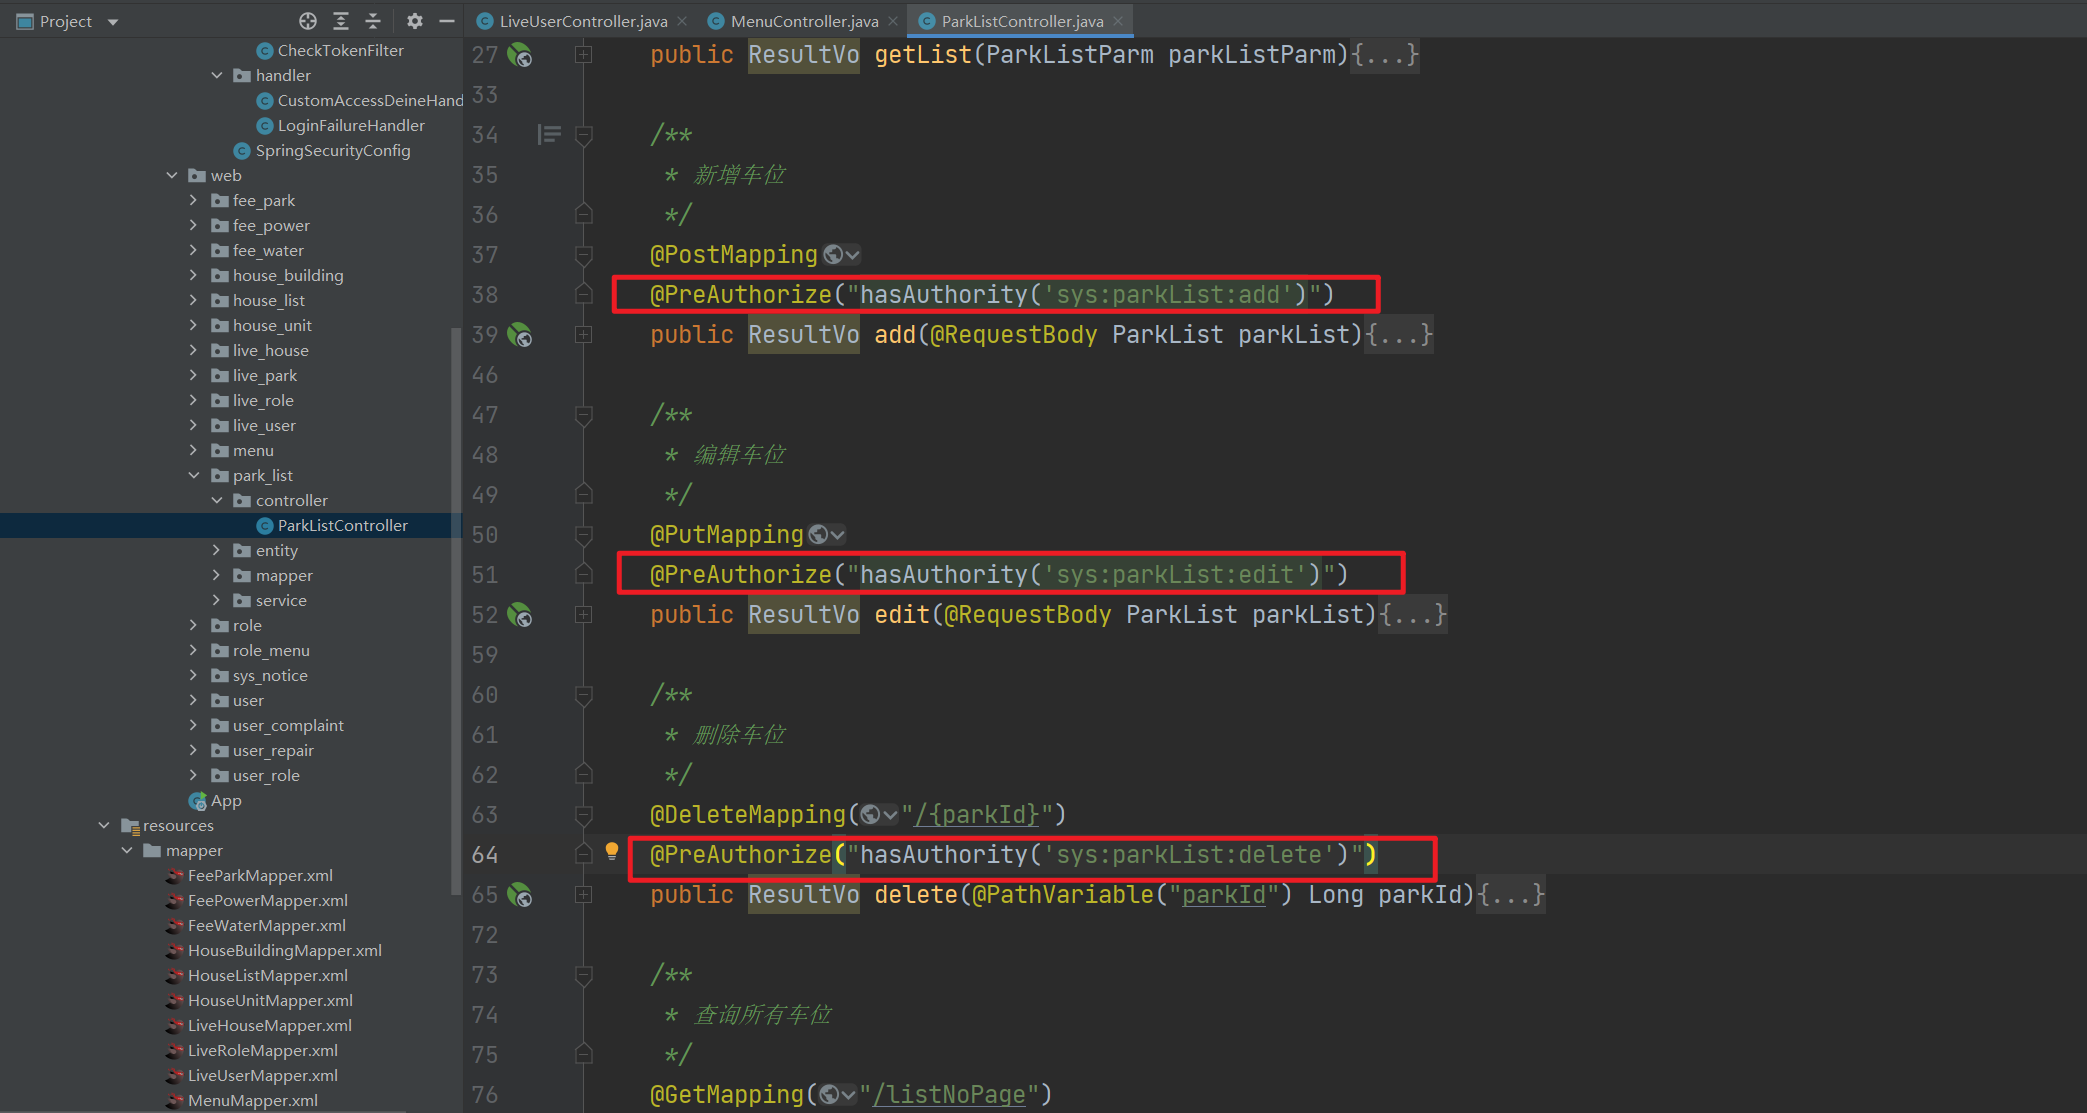 Project
LiveUserController.java
MenuController.java
ParkListController.java
CheckTokenFilter
handler
CustomAccessDeineHand
LoginFailureHandler
SpringSecurityConfig
web
fee_park
fee_power
fee_water
house_building
house_list
house_unit
live_house
live_park
live_role
live_user
menu
park_list
controller
ParkListController
entity
mapper
service
role
role_menu
sys_notice
user
user_complaint
user_repair
user_role
App
resources
mapper
FeeParkMapper.xml
FeePowerMapper.xml
FeeWaterMapper.xml
HouseBuildingMapper.xml
HouseListMapper.xml
HouseUnitMapper.xml
LiveHouseMapper.xml
LiveRoleMapper.xml
LiveUserMapper.xml
MenuMapper.xml
27 public ResultVo getList(ParkListParm parkListParm){...}
33
34 /**
35 * 新增车位
36 */
37 @PostMapping
38 @PreAuthorize("hasAuthority('sys:parkList:add')")
39 public ResultVo add(@RequestBody ParkList parkList){...}
46
47 /**
48 * 编辑车位
49 */
50 @PutMapping
51 @PreAuthorize("hasAuthority('sys:parkList:edit')")
52 public ResultVo edit(@RequestBody ParkList parkList){...}
59
60 /**
61 * 删除车位
62 */
63 @DeleteMapping("/{parkId}")
64 @PreAuthorize("hasAuthority('sys:parkList:delete')")
65 public ResultVo delete(@PathVariable("parkId") Long parkId){...}
72
73 /**
74 * 查询所有车位
75 */
76 @GetMapping("/listNoPage")